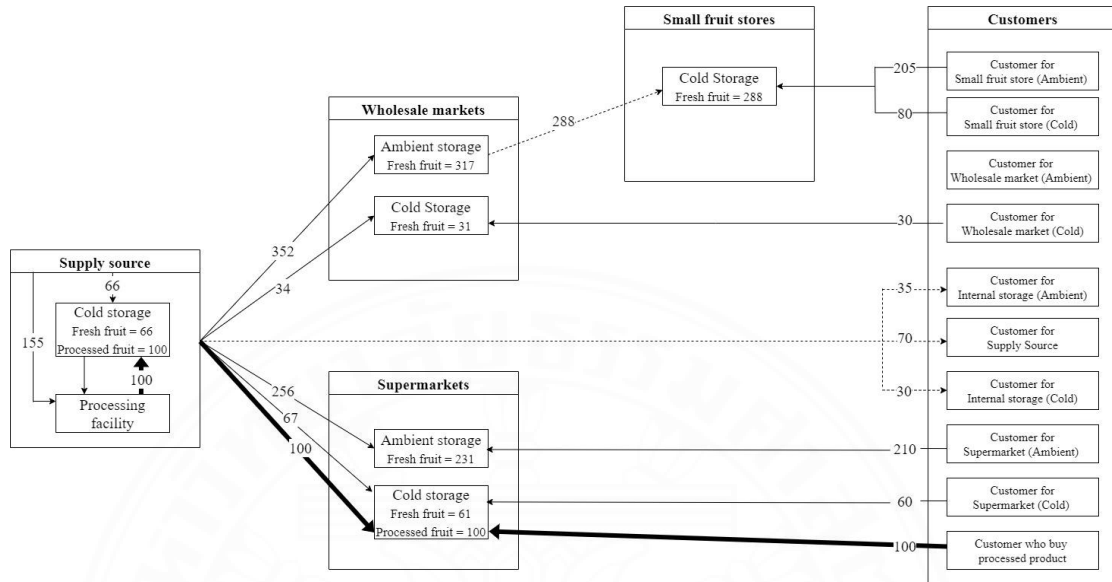 Small fruit stores
Cold Storage
Fresh fruit = 288
Wholesale markets
Ambient storage
Fresh fruit = 317
Cold Storage
Fresh fruit = 31
288
352
34
Supply source
66
Cold storage
Fresh fruit = 66
Processed fruit = 100
155
100
Processing
facility
256
67
100
Supermarkets
Ambient storage
Fresh fruit = 231
Cold storage
Fresh fruit = 61
Processed fruit = 100
Customers
205
Customer for
Small fruit store (Ambient)
80
Customer for
Small fruit store (Cold)
Customer for
Wholesale market (Ambient)
30
Customer for
Wholesale market (Cold)
35
Customer for
Internal storage (Ambient)
70
Customer for
Supply Source
30
Customer for
Internal storage (Cold)
210
Customer for
Supermarket (Ambient)
60
Customer for
Supermarket (Cold)
100
Customer who buy
processed product